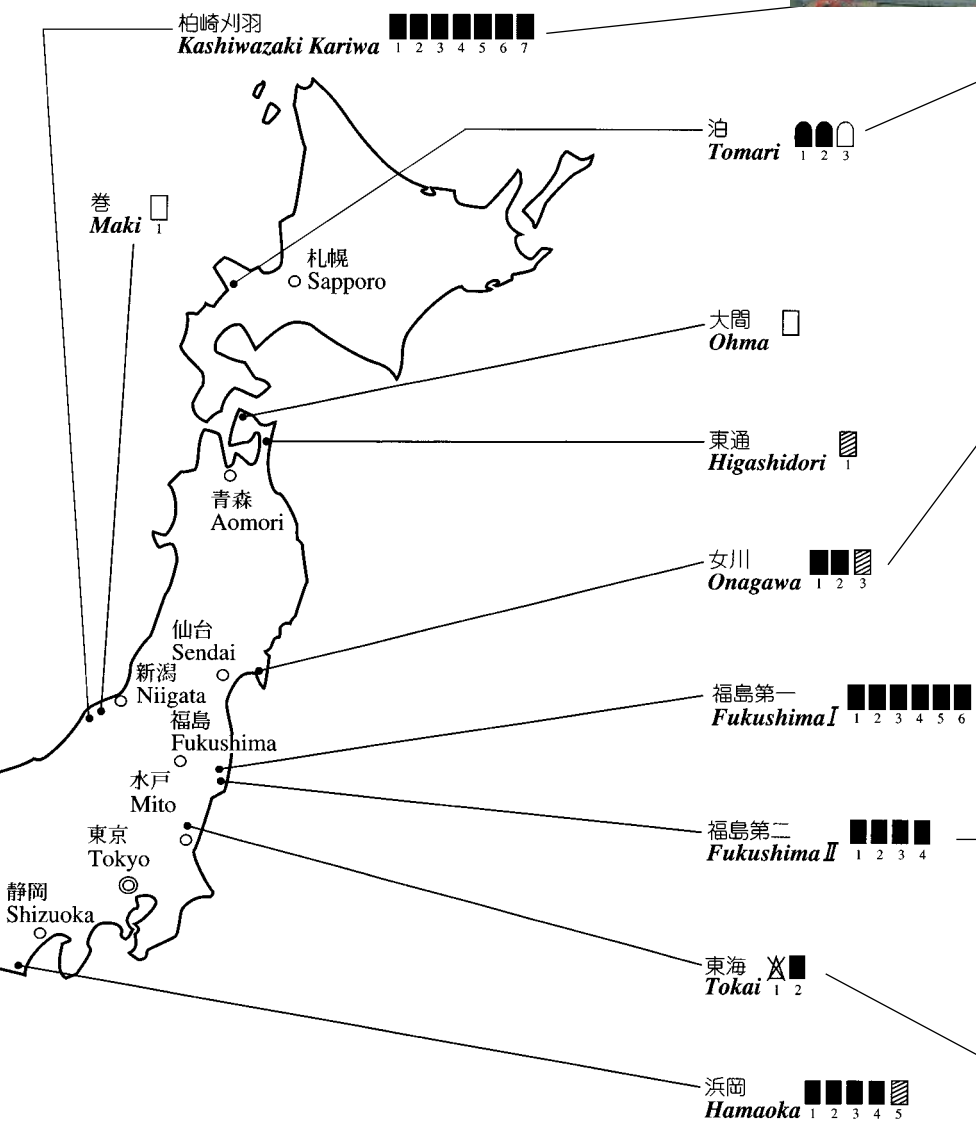 柏崎刈羽
Kashiwazaki Kariwa
1 2 3 4 5 6 7
泊
Tomari
1 2 3
巻
Maki
1
札幌
Sapporo
大間
Ohma
東通
Higashidori
1
青森
Aomori
女川
Onagawa
1 2 3
仙台
Sendai
新潟
Niigata
福島
Fukushima
福島第一
Fukushima I
1 2 3 4 5 6
水戸
Mito
福島第二
Fukushima II
1 2 3 4
東京
Tokyo
静岡
Shizuoka
東海
Tokai
1 2
浜岡
Hamaoka
1 2 3 4 5